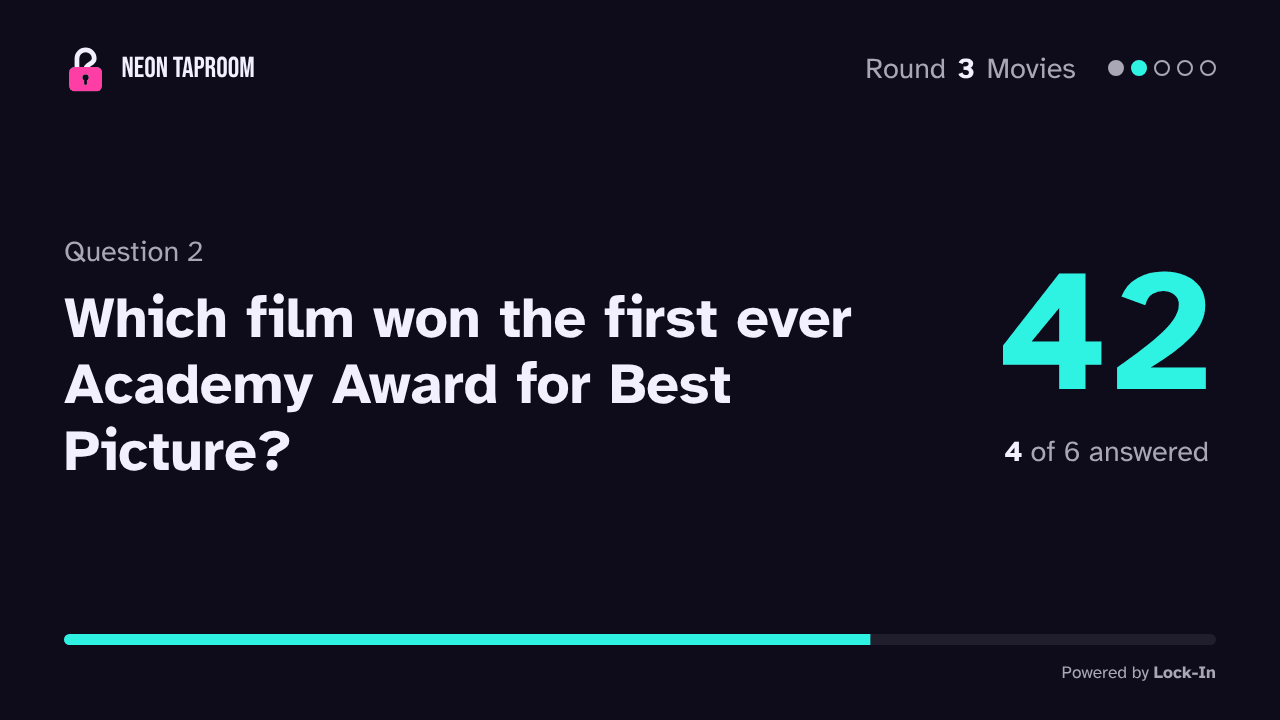 NEON TAPROOM
Round 3 Movies
Question 2
Which film won the first ever
Academy Award for Best
Picture?
42
4 of 6 answered
Powered by Lock-In